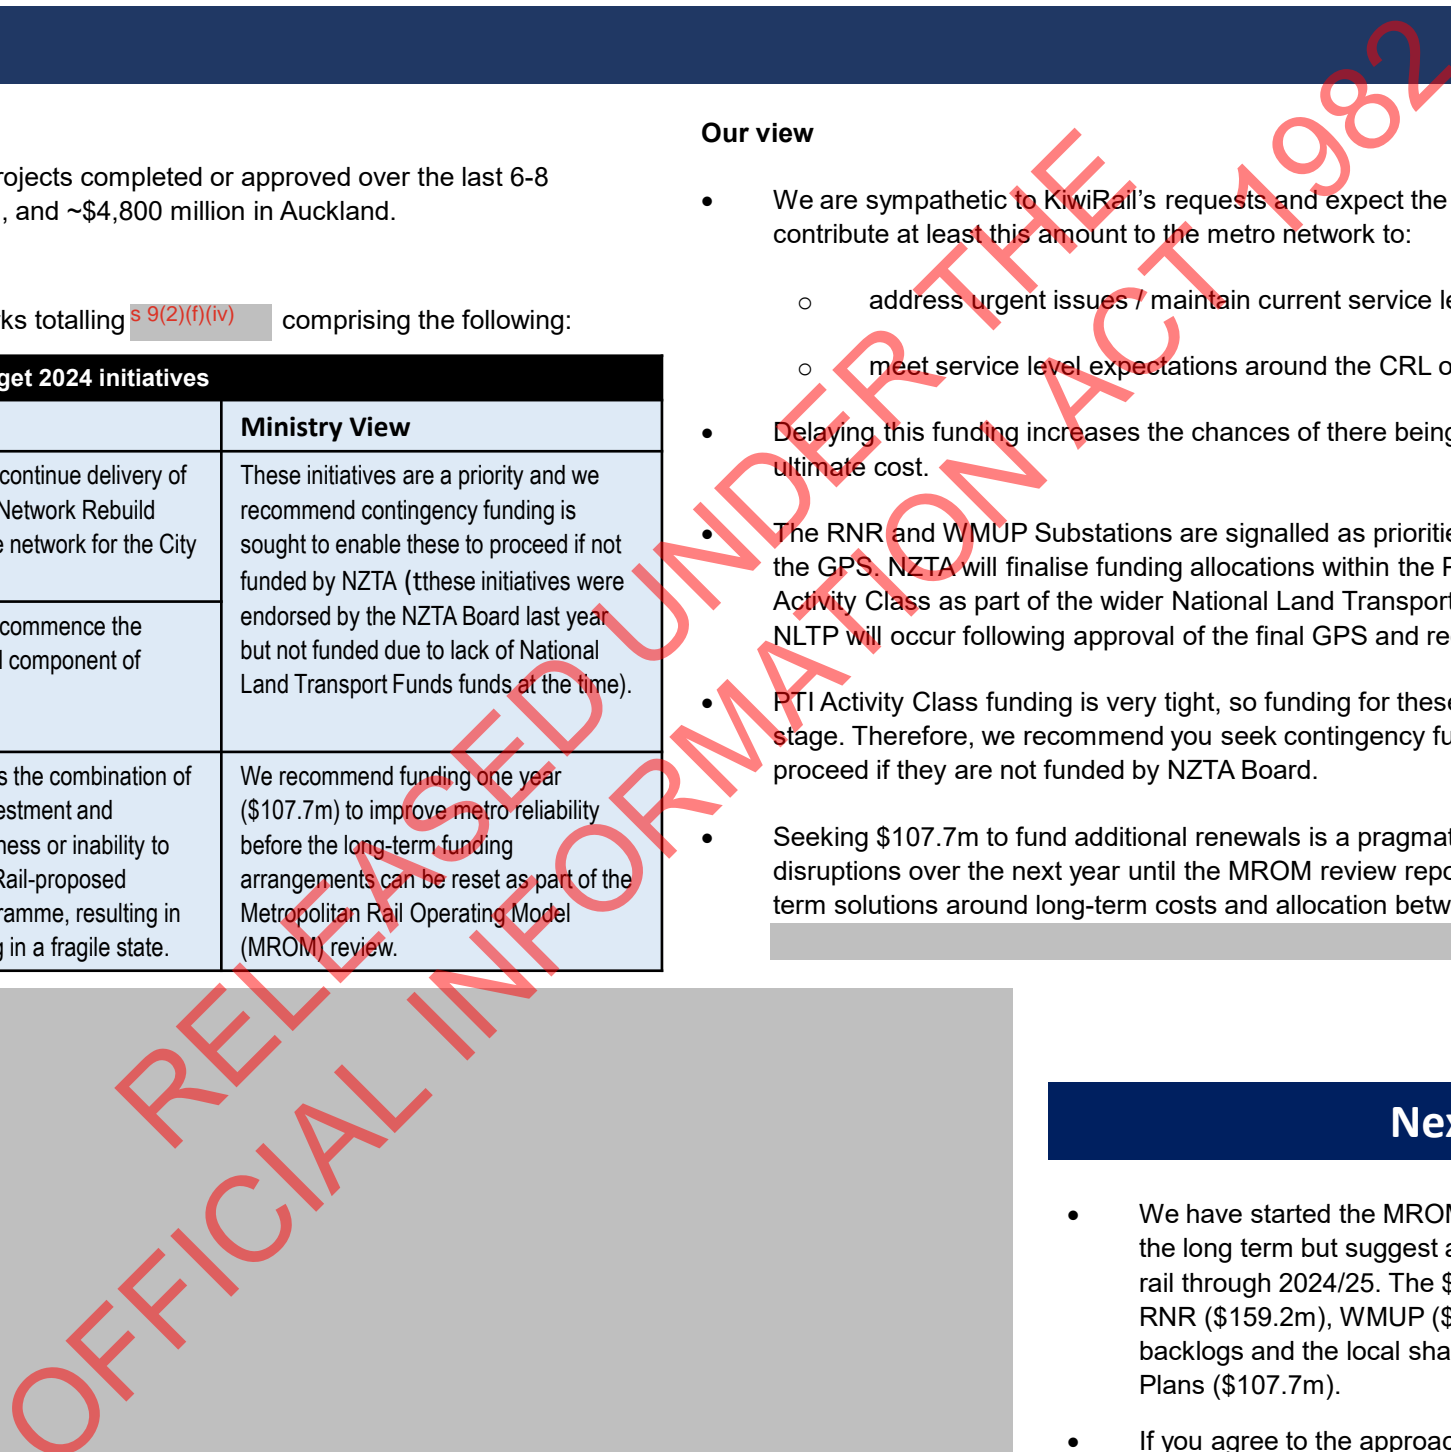 rojects completed or approved over the last 6-8
, and ~$4,800 million in Auckland.
ks totalling s 9(2)(f)(iv) comprising the following:
get 2024 initiatives
Ministry View
continue delivery of
Network Rebuild
e network for the City
These initiatives are a priority and we
recommend contingency funding is
sought to enable these to proceed if not
funded by NZTA (tthese initiatives were
endorsed by the NZTA Board last year
but not funded due to lack of National
Land Transport Funds funds at the time).
commence the
l component of
s the combination of
estment and
ness or inability to
Rail-proposed
ramme, resulting in
g in a fragile state.
We recommend funding one year
($107.7m) to improve metro reliability
before the long-term funding
arrangements can be reset as part of the
Metropolitan Rail Operating Model
(MROM) review.
Our view
• We are sympathetic to KiwiRail's requests and expect the
contribute at least this amount to the metro network to:
o address urgent issues / maintain current service le
o meet service level expectations around the CRL o
• Delaying this funding increases the chances of there being
ultimate cost.
• The RNR and WMUP Substations are signalled as prioritie
the GPS. NZTA will finalise funding allocations within the P
Activity Class as part of the wider National Land Transport
NLTP will occur following approval of the final GPS and re
• PTI Activity Class funding is very tight, so funding for these
stage. Therefore, we recommend you seek contingency fu
proceed if they are not funded by NZTA Board.
• Seeking $107.7m to fund additional renewals is a pragmat
disruptions over the next year until the MROM review repo
term solutions around long-term costs and allocation betw
Nex
• We have started the MROM
the long term but suggest a
rail through 2024/25. The $
RNR ($159.2m), WMUP ($
backlogs and the local sha
Plans ($107.7m).
• If you agree to the approac
RELEASED UNDER THE
OFFICIAL INFORMATION ACT 1982